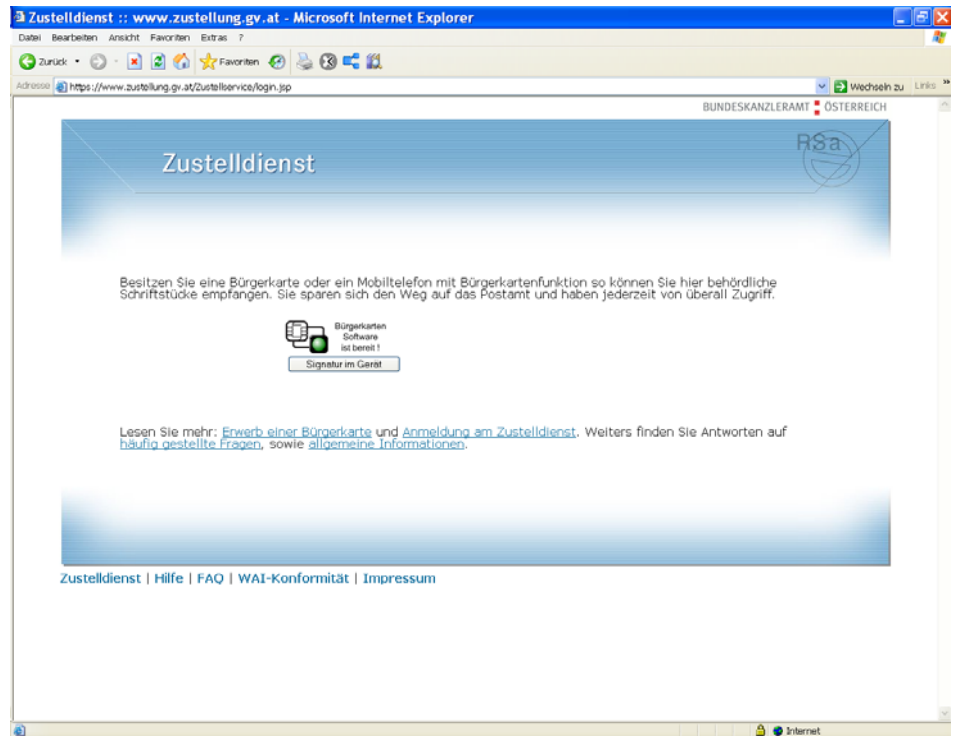 Zustelldienst :: www.zustellung.gv.at - Microsoft Internet Explorer
Datei Bearbeiten Ansicht Favoriten Extras ?
Zurück Favoriten
Adresse https://www.zustellung.gv.at/Zustellservice/login.jsp Wechseln zu Links »
BUNDESKANZLERAMT ÖSTERREICH
Zustelldienst RSa
Besitzen Sie eine Bürgerkarte oder ein Mobiltelefon mit Bürgerkartenfunktion so können Sie hier behördliche
Schriftstücke empfangen. Sie sparen sich den Weg auf das Postamt und haben jederzeit von überall Zugriff.
Bürgerkarten
Software
ist bereit !
Signatur im Gerät
Lesen Sie mehr: Erwerb einer Bürgerkarte und Anmeldung am Zustelldienst. Weiters finden Sie Antworten auf
häufig gestellte Fragen, sowie allgemeine Informationen.
Zustelldienst | Hilfe | FAQ | WAI-Konformität | Impressum
Internet